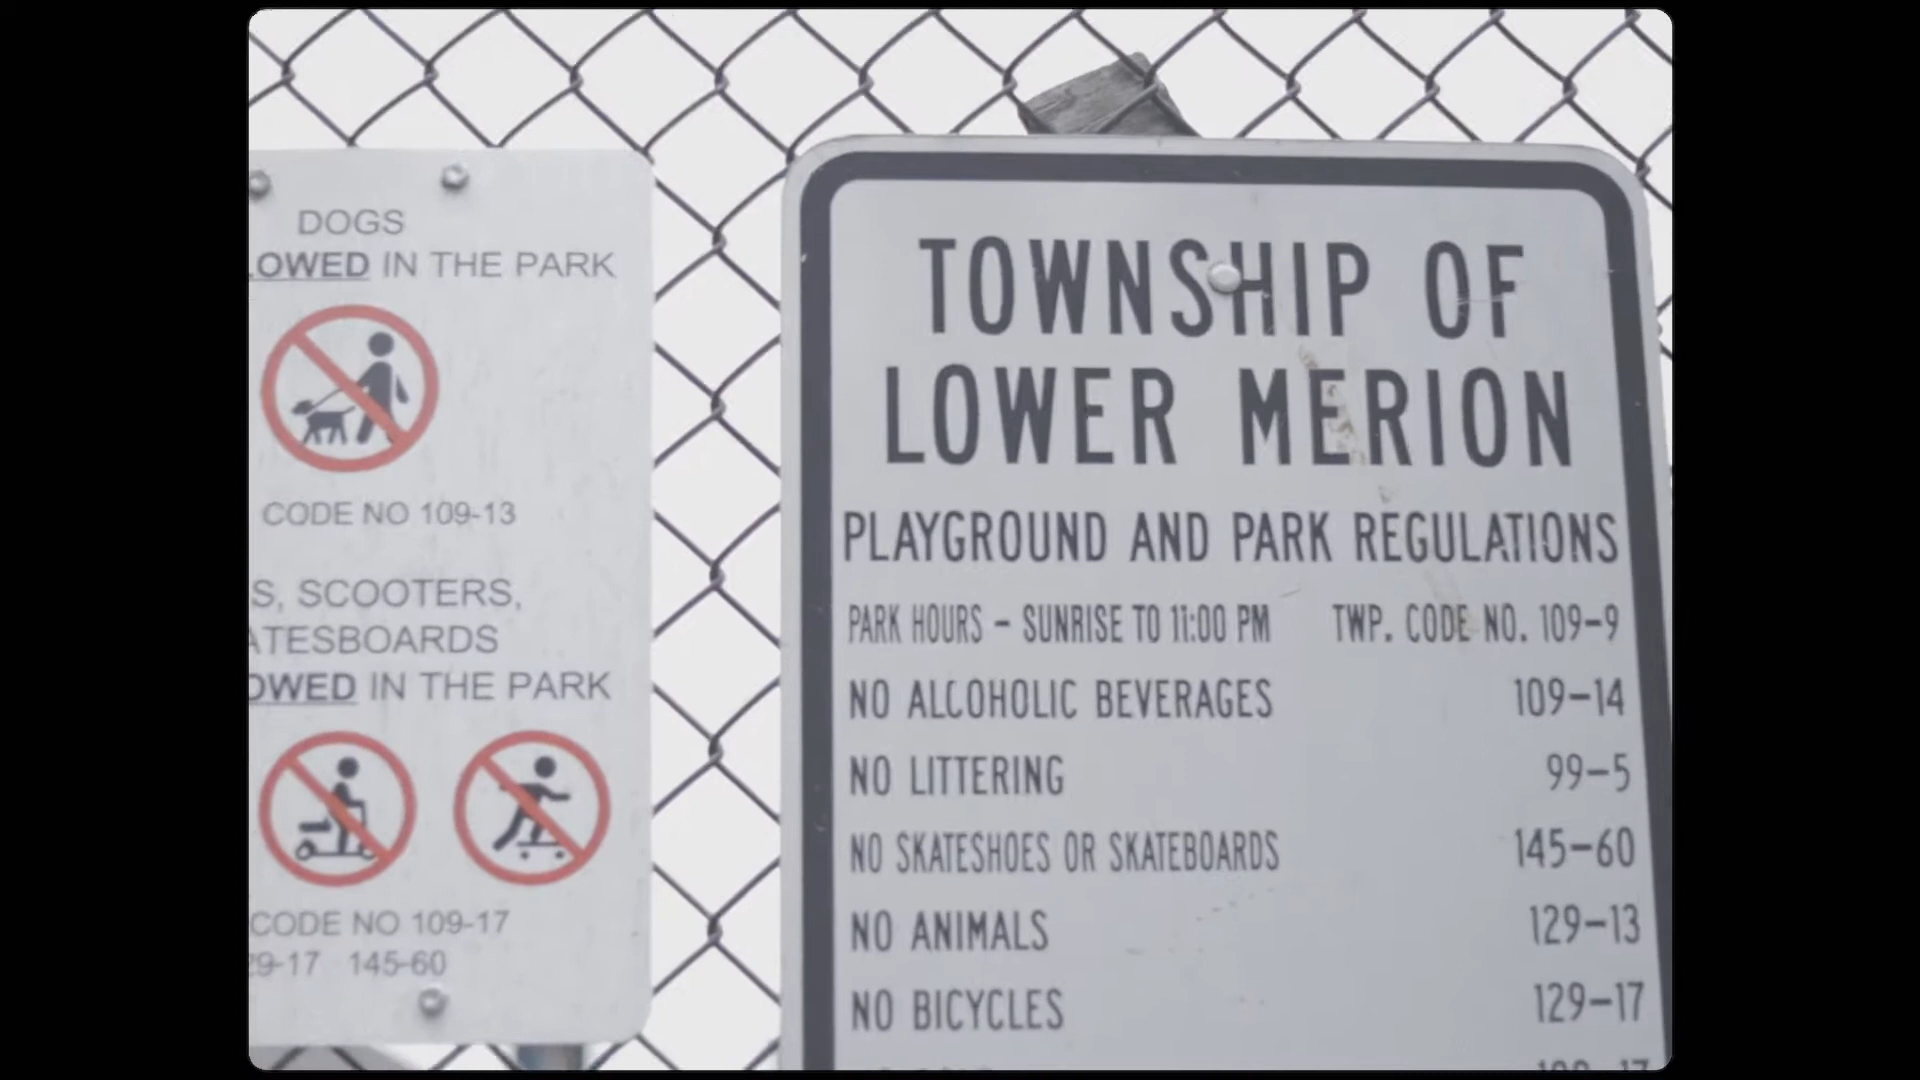 DOGS
OWED IN THE PARK
CODE NO 109-13
S, SCOOTERS,
ATESBOARDS
OWED IN THE PARK
CODE NO 109-17
29-17 145-60
TOWNSHIP OF
LOWER MERION
PLAYGROUND AND PARK REGULATIONS
PARK HOURS - SUNRISE TO 11:00 PM TWP. CODE NO. 109-9
NO ALCOHOLIC BEVERAGES 109-14
NO LITTERING 99-5
NO SKATESHOES OR SKATEBOARDS 145-60
NO ANIMALS 129-13
NO BICYCLES 129-17